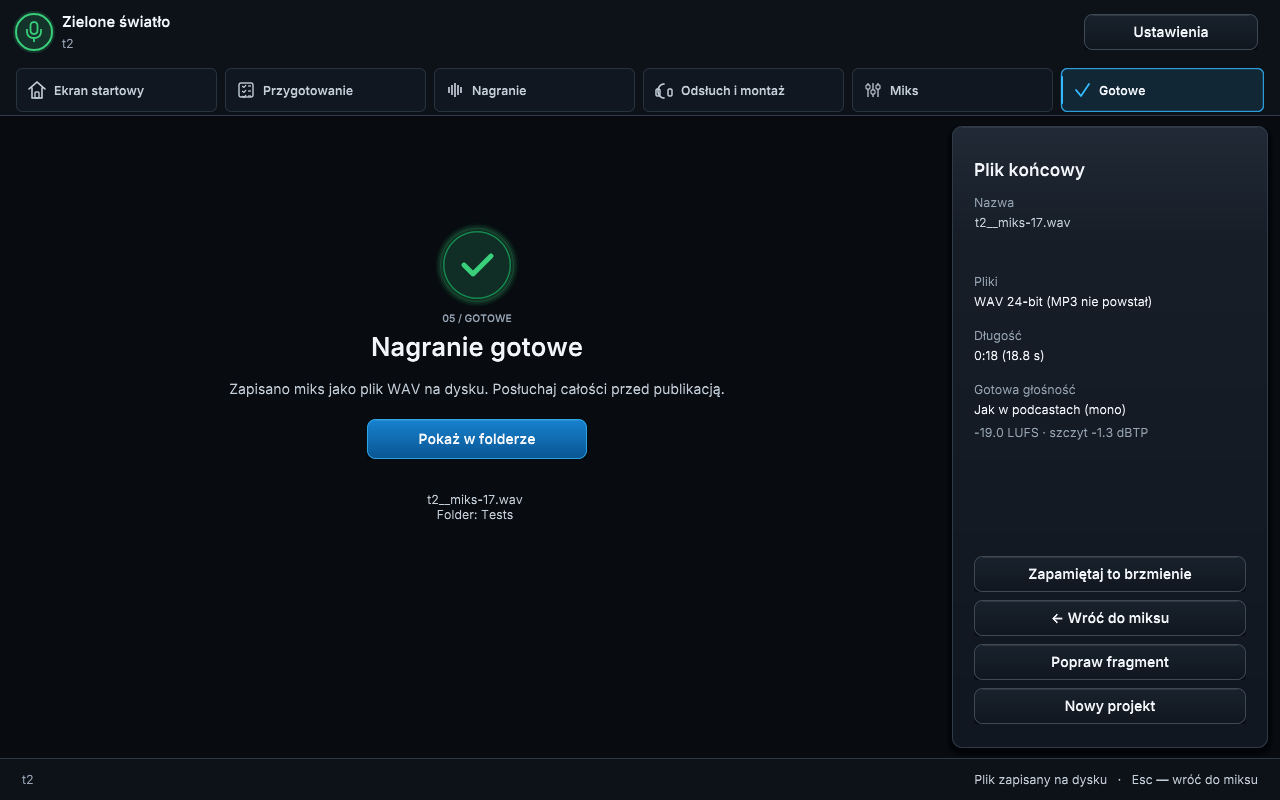 Zielone światło
t2
Ustawienia
Ekran startowy
Przygotowanie
Nagranie
Odsłuch i montaż
Miks
Gotowe
05 / GOTOWE
Nagranie gotowe
Zapisano miks jako plik WAV na dysku. Posłuchaj całości przed publikacją.
Pokaż w folderze
t2__miks-17.wav
Folder: Tests
Plik końcowy
Nazwa
t2__miks-17.wav
Pliki
WAV 24-bit (MP3 nie powstał)
Długość
0:18 (18.8 s)
Gotowa głośność
Jak w podcastach (mono)
-19.0 LUFS · szczyt -1.3 dBTP
Zapamiętaj to brzmienie
← Wróć do miksu
Popraw fragment
Nowy projekt
t2
Plik zapisany na dysku · Esc — wróć do miksu